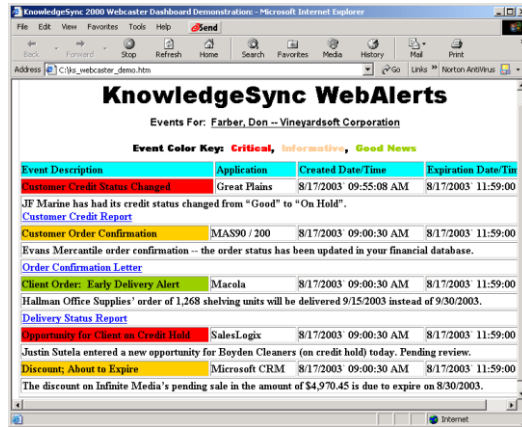 KnowledgeSync 2000 Webcaster Dashboard Demonstration: - Microsoft Internet Explorer
File Edit View Favorites Tools Help @Send
Back Forward Stop Refresh Home Search Favorites Media History Mail Print
Address C:\ks_webcaster_demo.htm Go Links » Norton AntiVirus
KnowledgeSync WebAlerts
Events For: Farber, Don -- Vineyardsoft Corporation
Event Color Key: Critical, Informative, Good News
Event Description Application Created Date/Time Expiration Date/Tim
Customer Credit Status Changed Great Plains 8/17/2003 09:55:08 AM 8/17/2003 11:59:00
JF Marine has had its credit status changed from “Good” to “On Hold”.
Customer Credit Report
Customer Order Confirmation MAS90 / 200 8/17/2003 09:00:30 AM 8/17/2003 11:59:00
Evans Mercantile order confirmation -- the order status has been updated in your financial database.
Order Confirmation Letter
Client Order: Early Delivery Alert Macola 8/17/2003 09:00:30 AM 8/17/2003 11:59:00
Hallman Office Supplies’ order of 1,268 shelving units will be delivered 9/15/2003 instead of 9/30/2003.
Delivery Status Report
Opportunity for Client on Credit Hold SalesLogix 8/17/2003 09:00:30 AM 8/17/2003 11:59:00
Justin Sutela entered a new opportunity for Boyden Cleaners (on credit hold) today. Pending review.
Discount; About to Expire Microsoft CRM 8/17/2003 09:00:30 AM 8/17/2003 11:59:00
The discount on Infinite Media’s pending sale in the amount of $4,970.45 is due to expire on 8/30/2003.
Internet